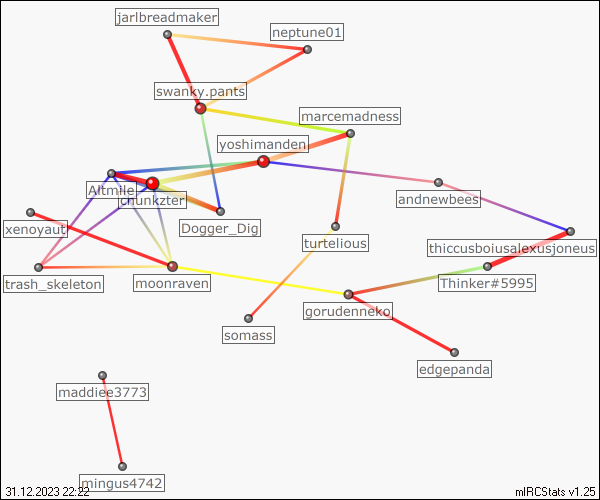 jarlbreadmaker
neptune01
swanky.pants
marcemadness
yoshimanden
Altmile
chunkzter
andnewbees
xenoyaut
Dogger_Dig
turtelious
thiccusboiusalexusjoneus
trash_skeleton
moonraven
Thinker#5995
gorudenneko
somass
edgepanda
maddiee3773
mingus4742
31.12.2023 22:22
mIRCStats v1.25